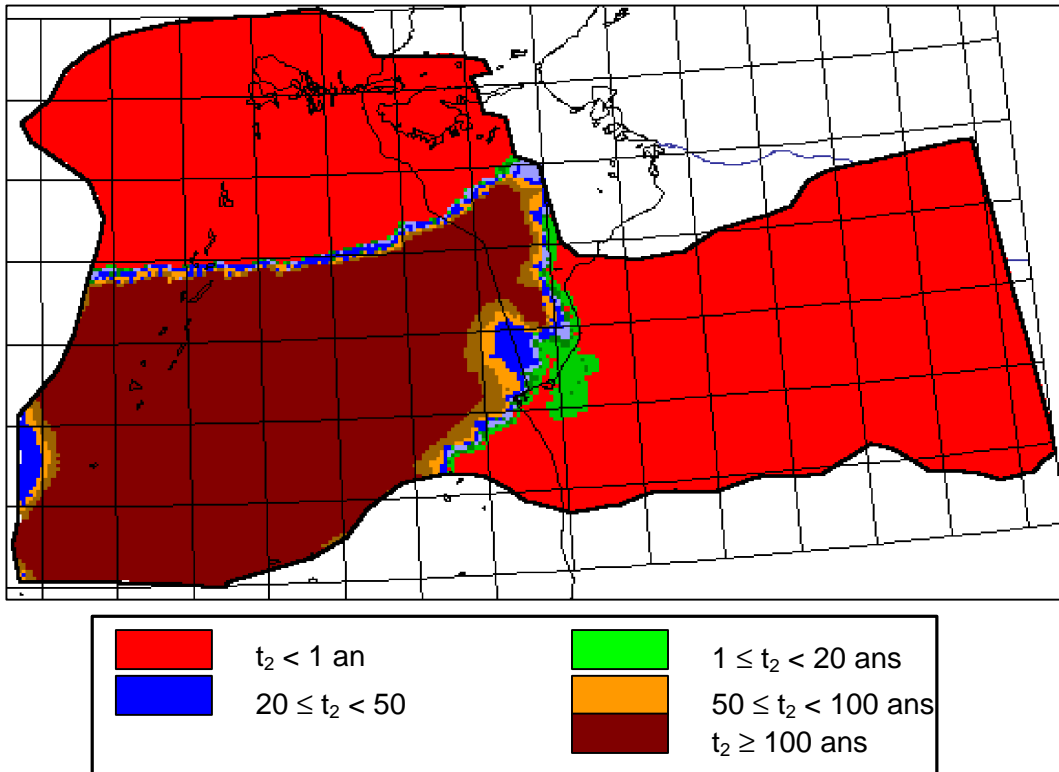 t₂ < 1 an
1 ≤ t₂ < 20 ans
20 ≤ t₂ < 50
50 ≤ t₂ < 100 ans
t₂ ≥ 100 ans